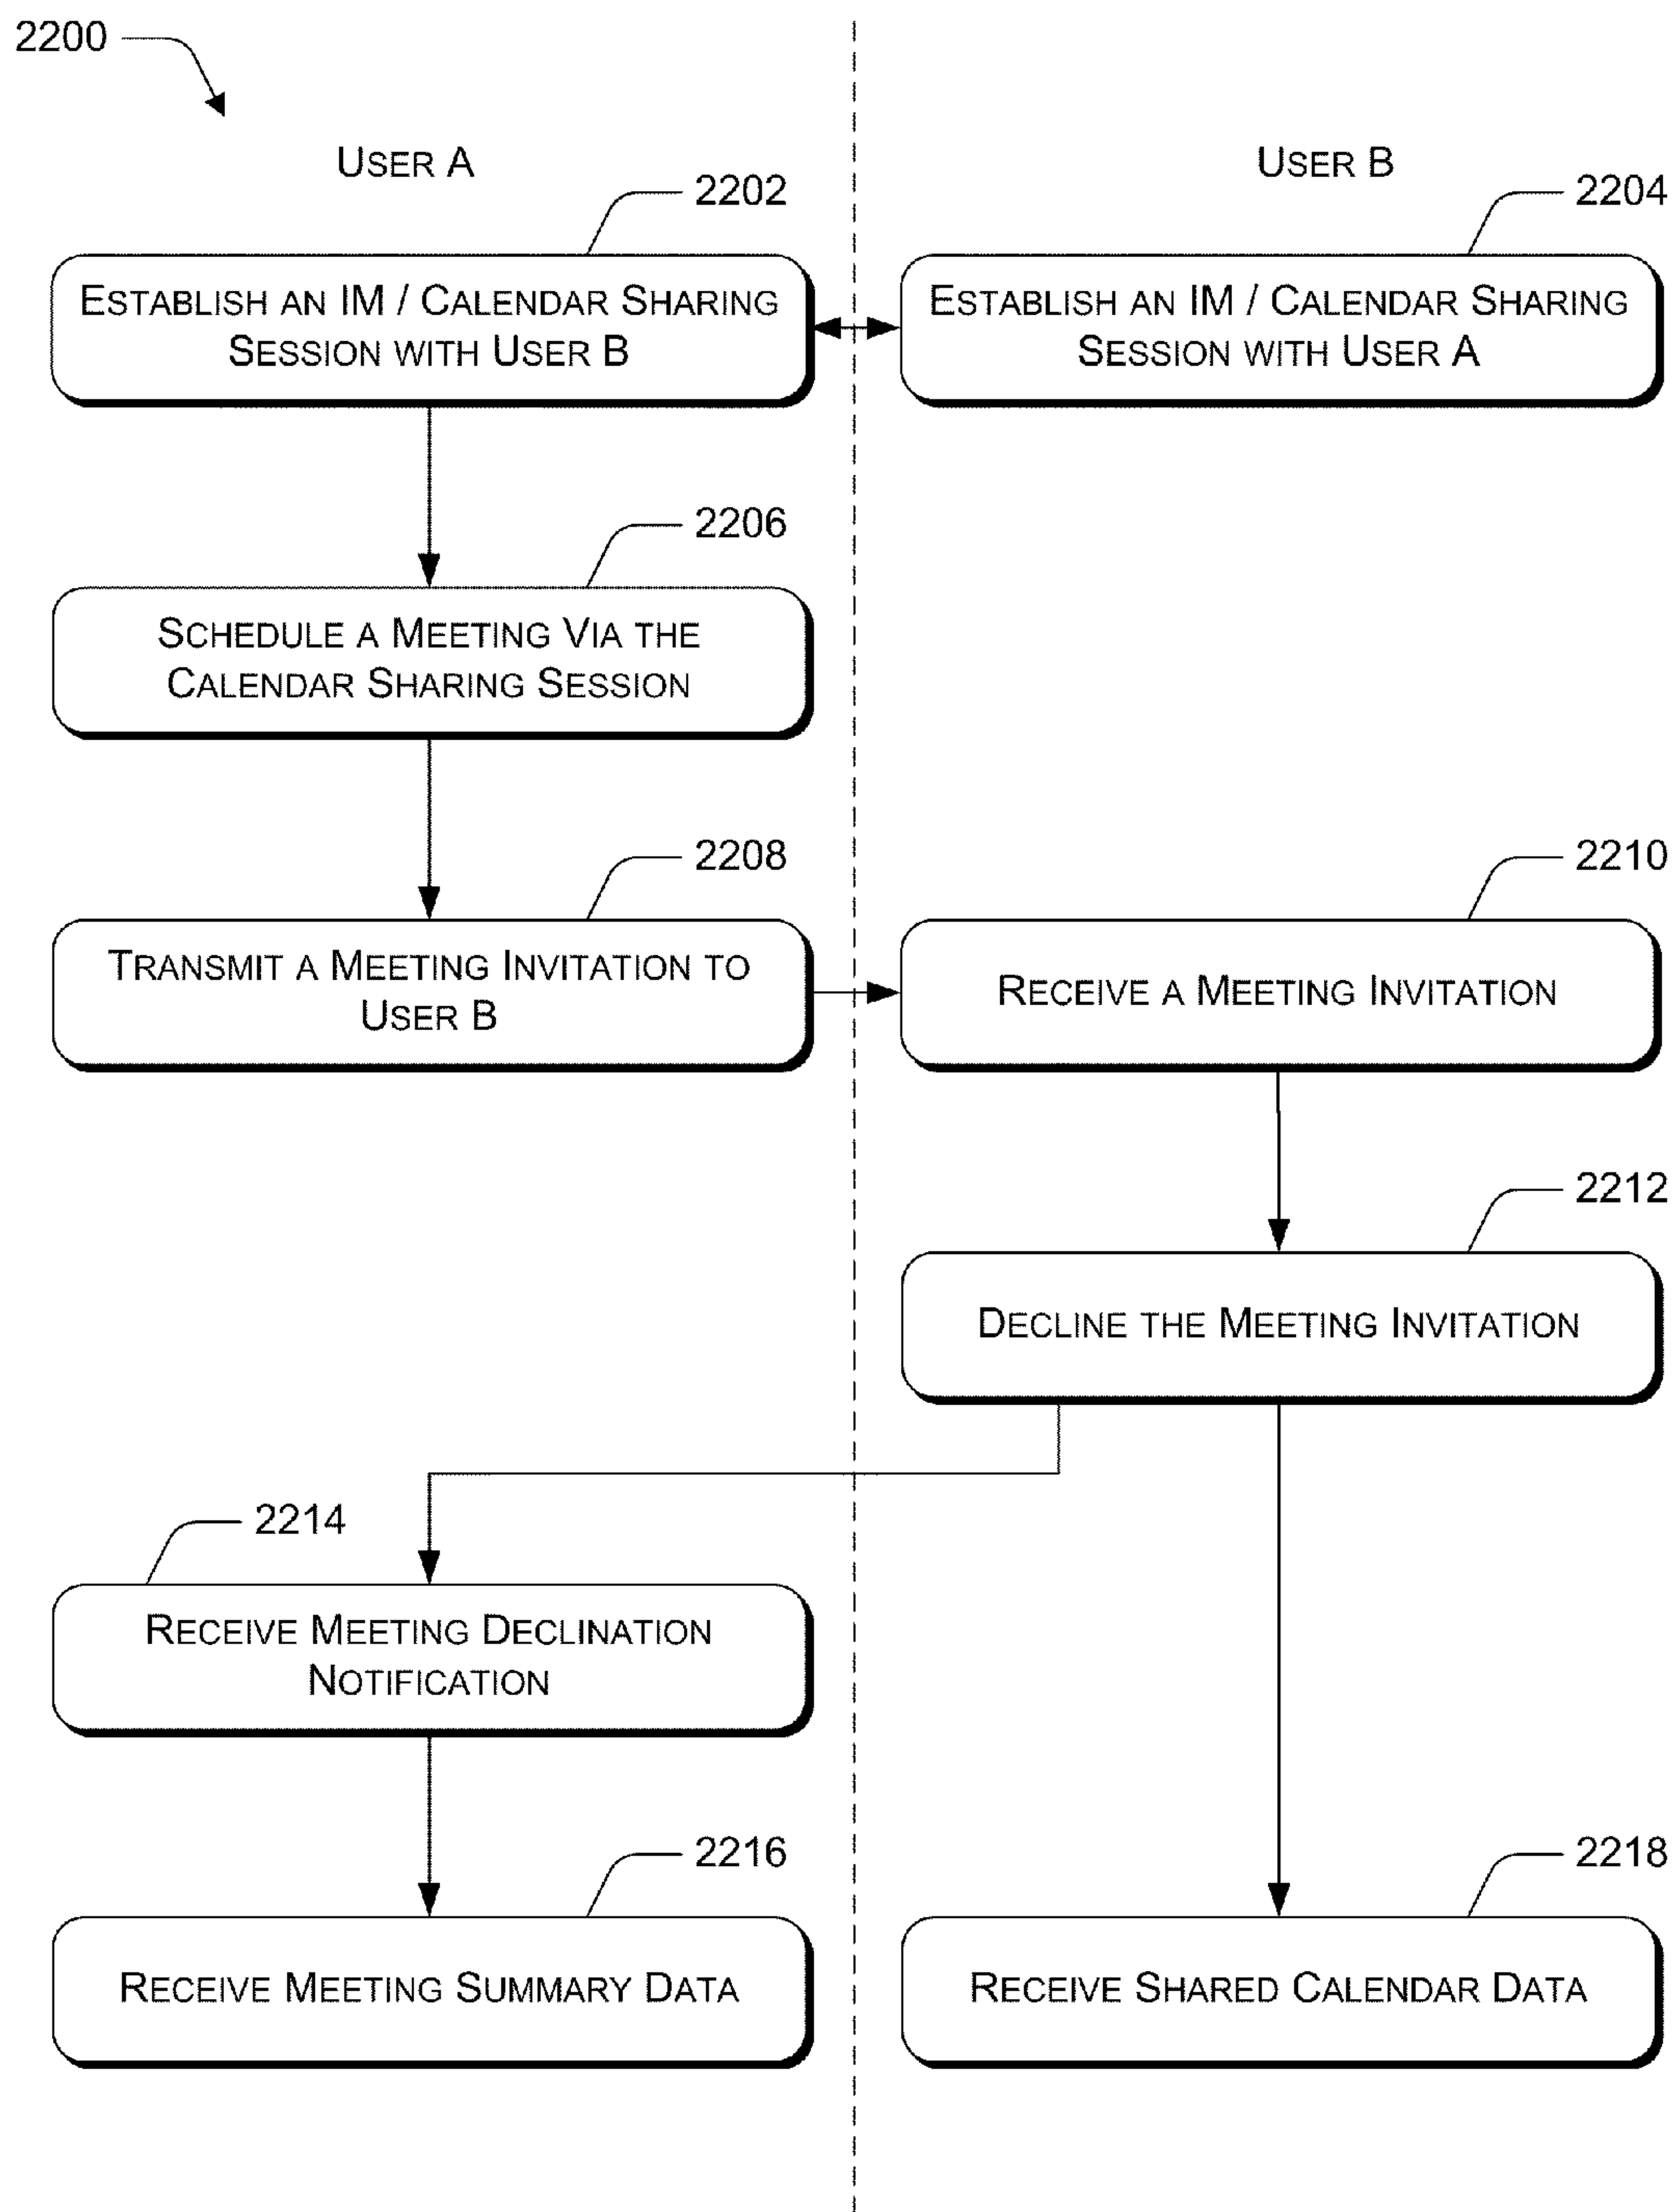 2200
USER A
USER B
2202
2204
ESTABLISH AN IM / CALENDAR SHARING
SESSION WITH USER B
ESTABLISH AN IM / CALENDAR SHARING
SESSION WITH USER A
2206
SCHEDULE A MEETING VIA THE
CALENDAR SHARING SESSION
2208
2210
TRANSMIT A MEETING INVITATION TO
USER B
RECEIVE A MEETING INVITATION
2212
DECLINE THE MEETING INVITATION
2214
RECEIVE MEETING DECLINATION
NOTIFICATION
2216
2218
RECEIVE MEETING SUMMARY DATA
RECEIVE SHARED CALENDAR DATA